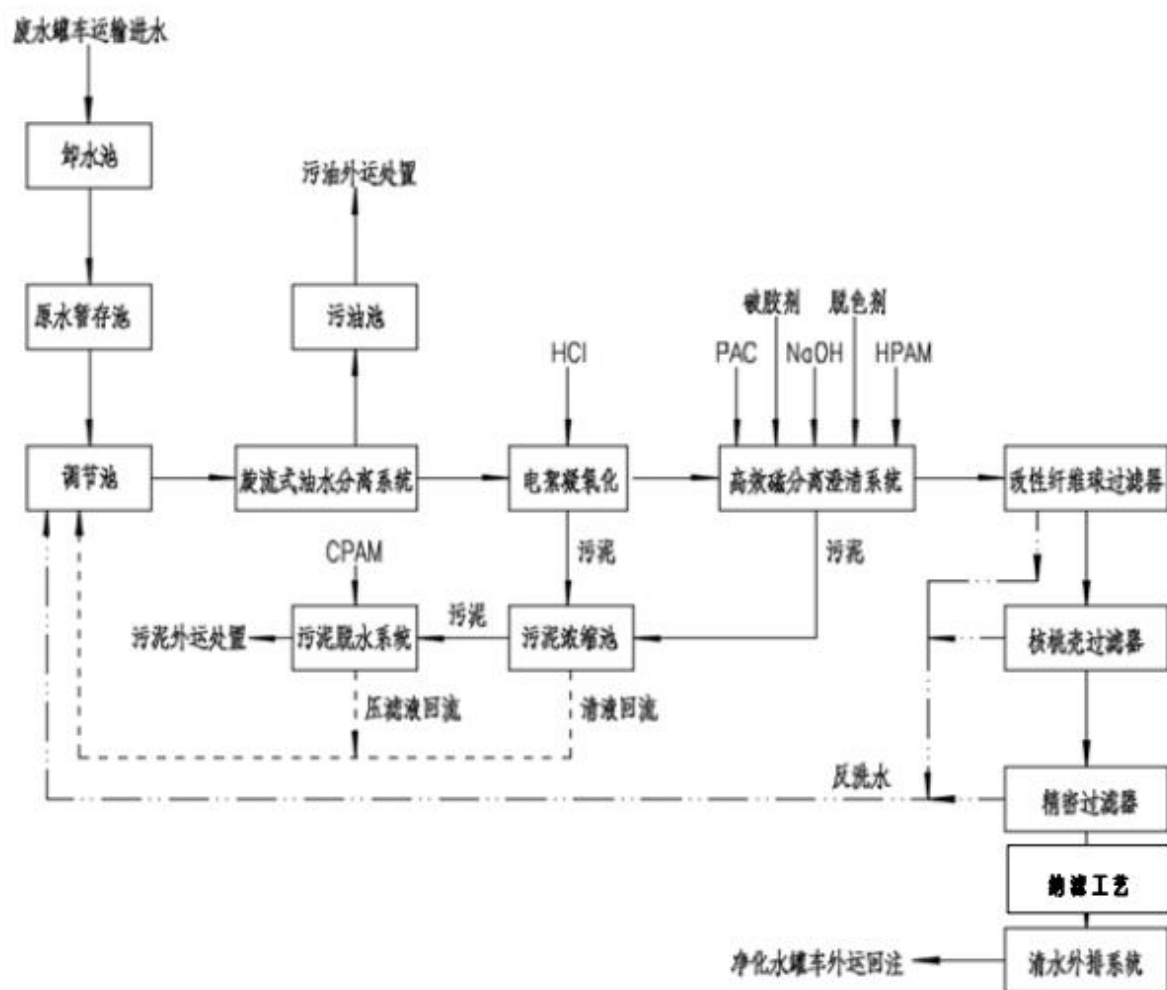 废水罐车运输进水
卸水池
污油外运处置
原水暂存池
污油池
破胶剂
脱色剂
HCl
PAC
NaOH
HPAM
调节池
旋流式油水分离系统
电絮凝氧化
高效磁分离澄清系统
改性纤维球过滤器
CPAM
污泥
污泥
污泥外运处置
污泥脱水系统
污泥
污泥浓缩池
核桃壳过滤器
压滤液回流
清液回流
反洗水
精密过滤器
纳滤工艺
净化水罐车外运回注
清水外排系统